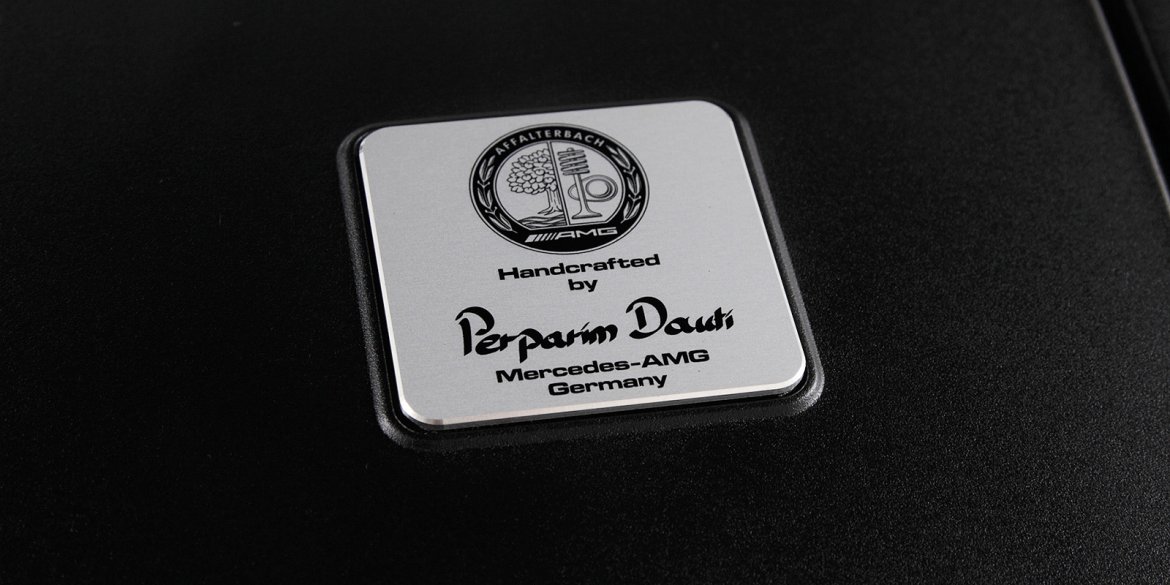 AFFALTERBACH
AMG
Handcrafted
by
Perparim Dauti
Mercedes-AMG
Germany